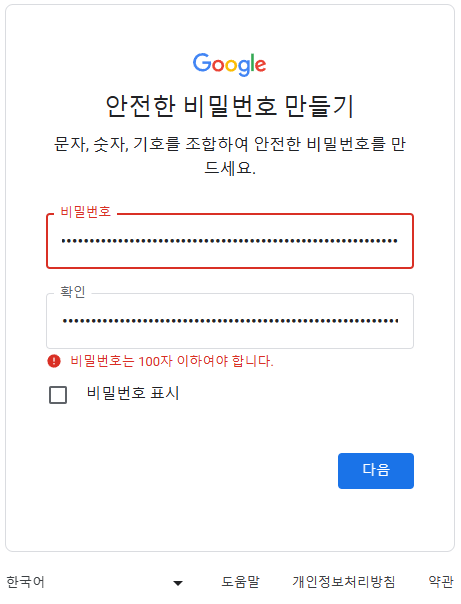 Google
안전한 비밀번호 만들기
문자, 숫자, 기호를 조합하여 안전한 비밀번호를 만
드세요.
비밀번호
확인
비밀번호는 100자 이하여야 합니다.
비밀번호 표시
다음
한국어 도움말 개인정보처리방침 약관